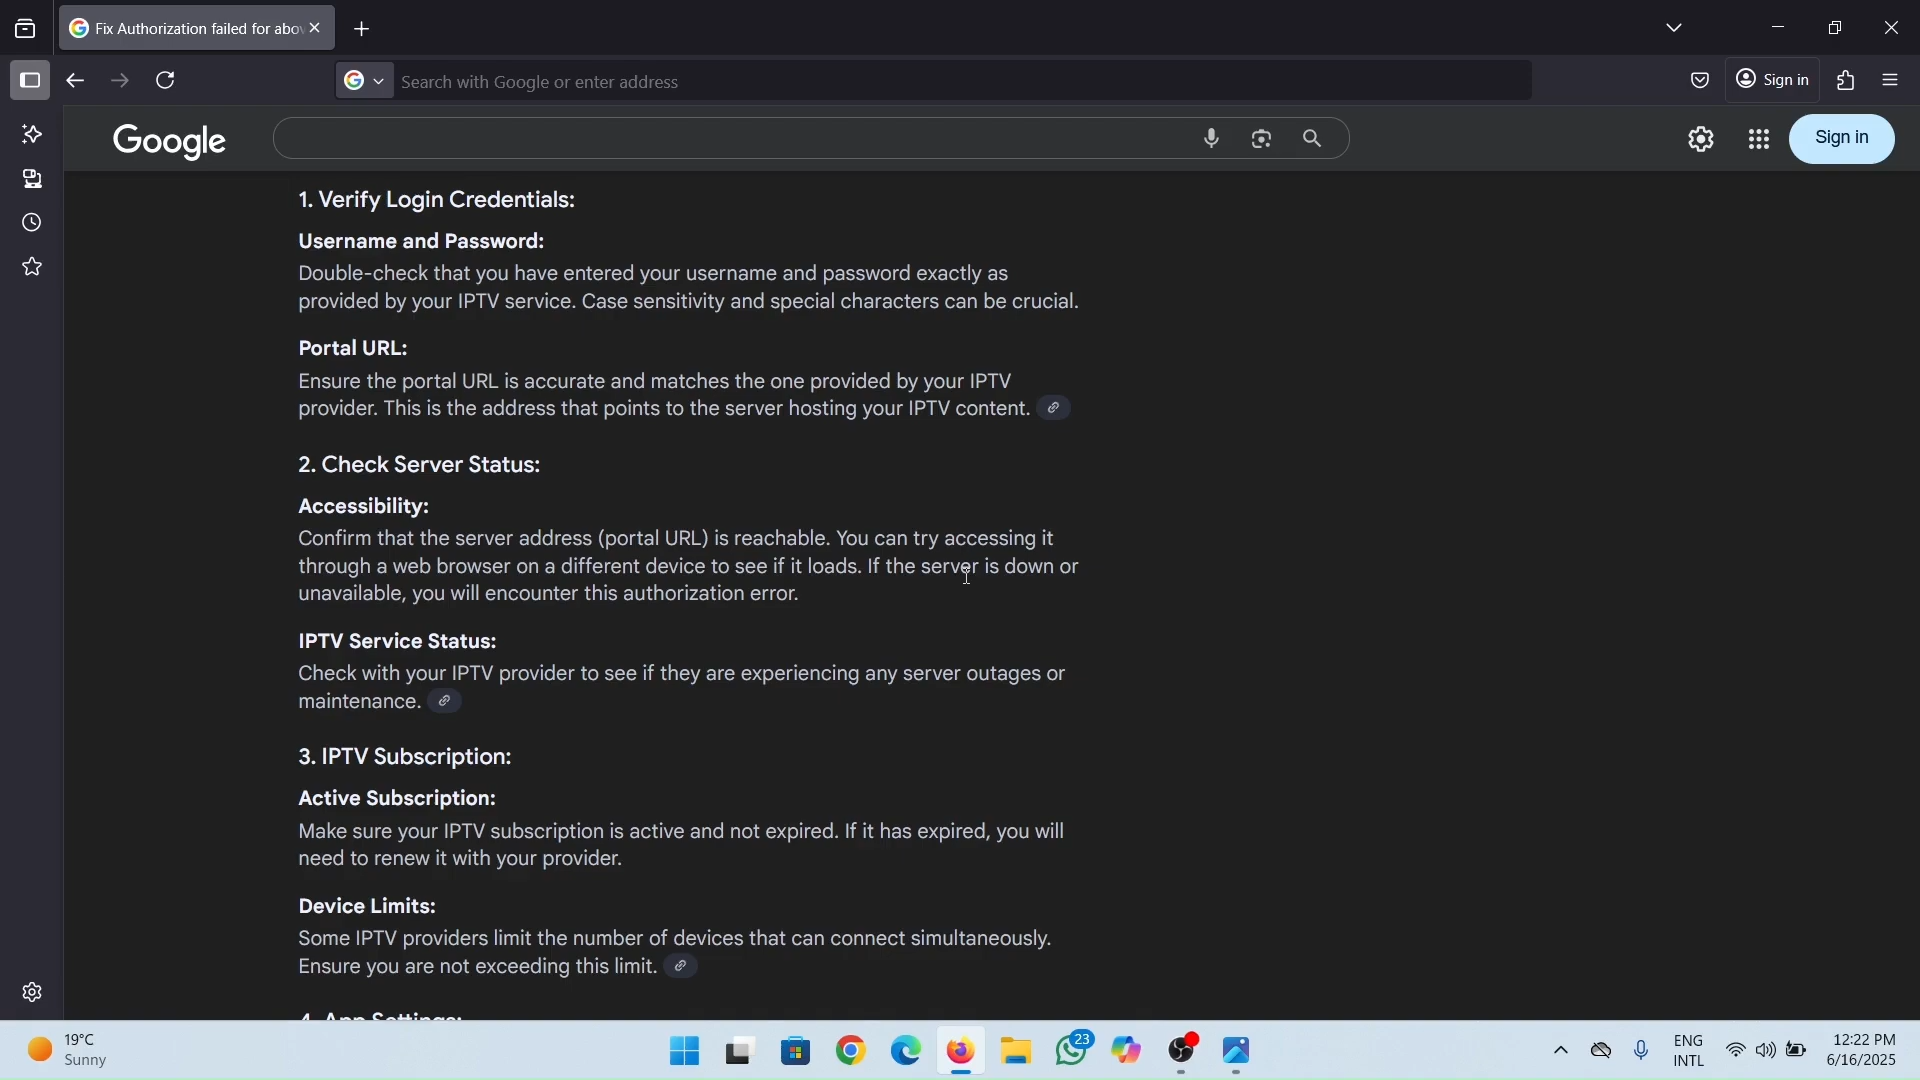 Fix Authorization failed for abov
Search with Google or enter address
Sign in
Google
Sign in
1. Verify Login Credentials:
Username and Password:
Double-check that you have entered your username and password exactly as
provided by your IPTV service. Case sensitivity and special characters can be crucial.
Portal URL:
Ensure the portal URL is accurate and matches the one provided by your IPTV
provider. This is the address that points to the server hosting your IPTV content.
2. Check Server Status:
Accessibility:
Confirm that the server address (portal URL) is reachable. You can try accessing it
through a web browser on a different device to see if it loads. If the server is down or
unavailable, you will encounter this authorization error.
IPTV Service Status:
Check with your IPTV provider to see if they are experiencing any server outages or
maintenance.
3. IPTV Subscription:
Active Subscription:
Make sure your IPTV subscription is active and not expired. If it has expired, you will
need to renew it with your provider.
Device Limits:
Some IPTV providers limit the number of devices that can connect simultaneously.
Ensure you are not exceeding this limit.
4. App Settings:
19°C
Sunny
23
ENG
INTL
12:22 PM
6/16/2025